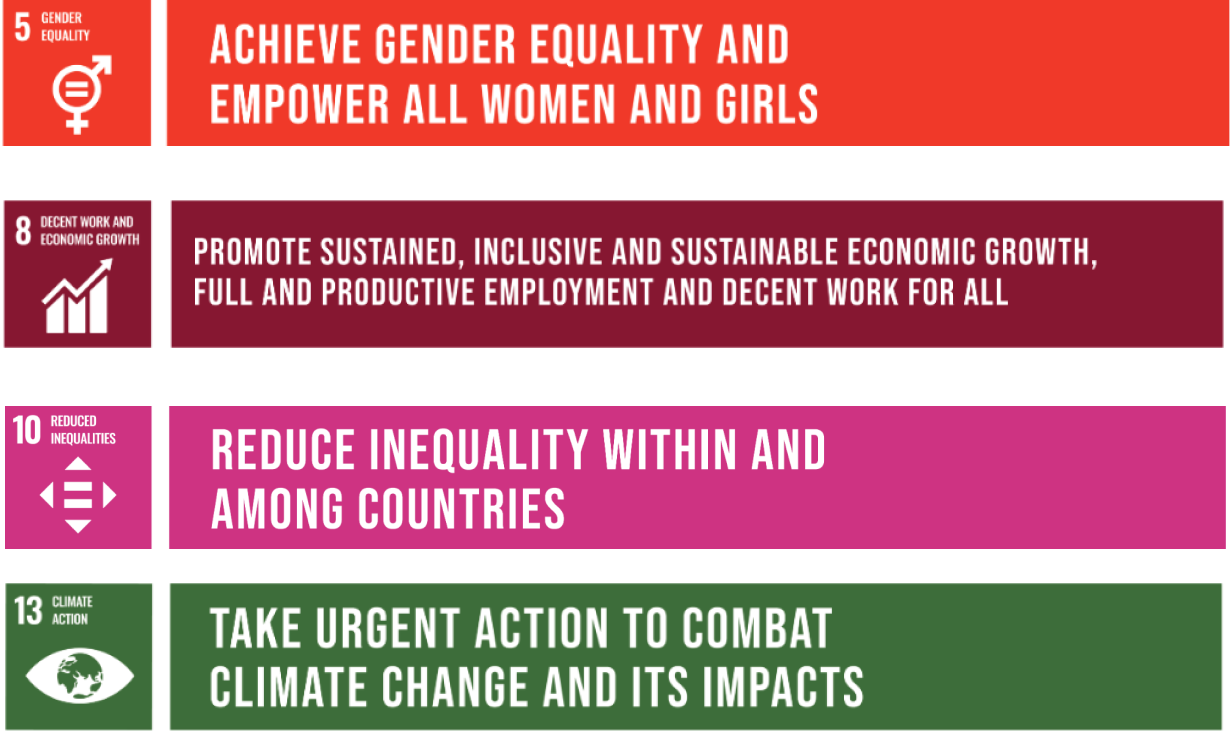 5 GENDER
EQUALITY
ACHIEVE GENDER EQUALITY AND
EMPOWER ALL WOMEN AND GIRLS
8 DECENT WORK AND
ECONOMIC GROWTH
PROMOTE SUSTAINED, INCLUSIVE AND SUSTAINABLE ECONOMIC GROWTH,
FULL AND PRODUCTIVE EMPLOYMENT AND DECENT WORK FOR ALL
10 REDUCED
INEQUALITIES
REDUCE INEQUALITY WITHIN AND
AMONG COUNTRIES
13 CLIMATE
ACTION
TAKE URGENT ACTION TO COMBAT
CLIMATE CHANGE AND ITS IMPACTS